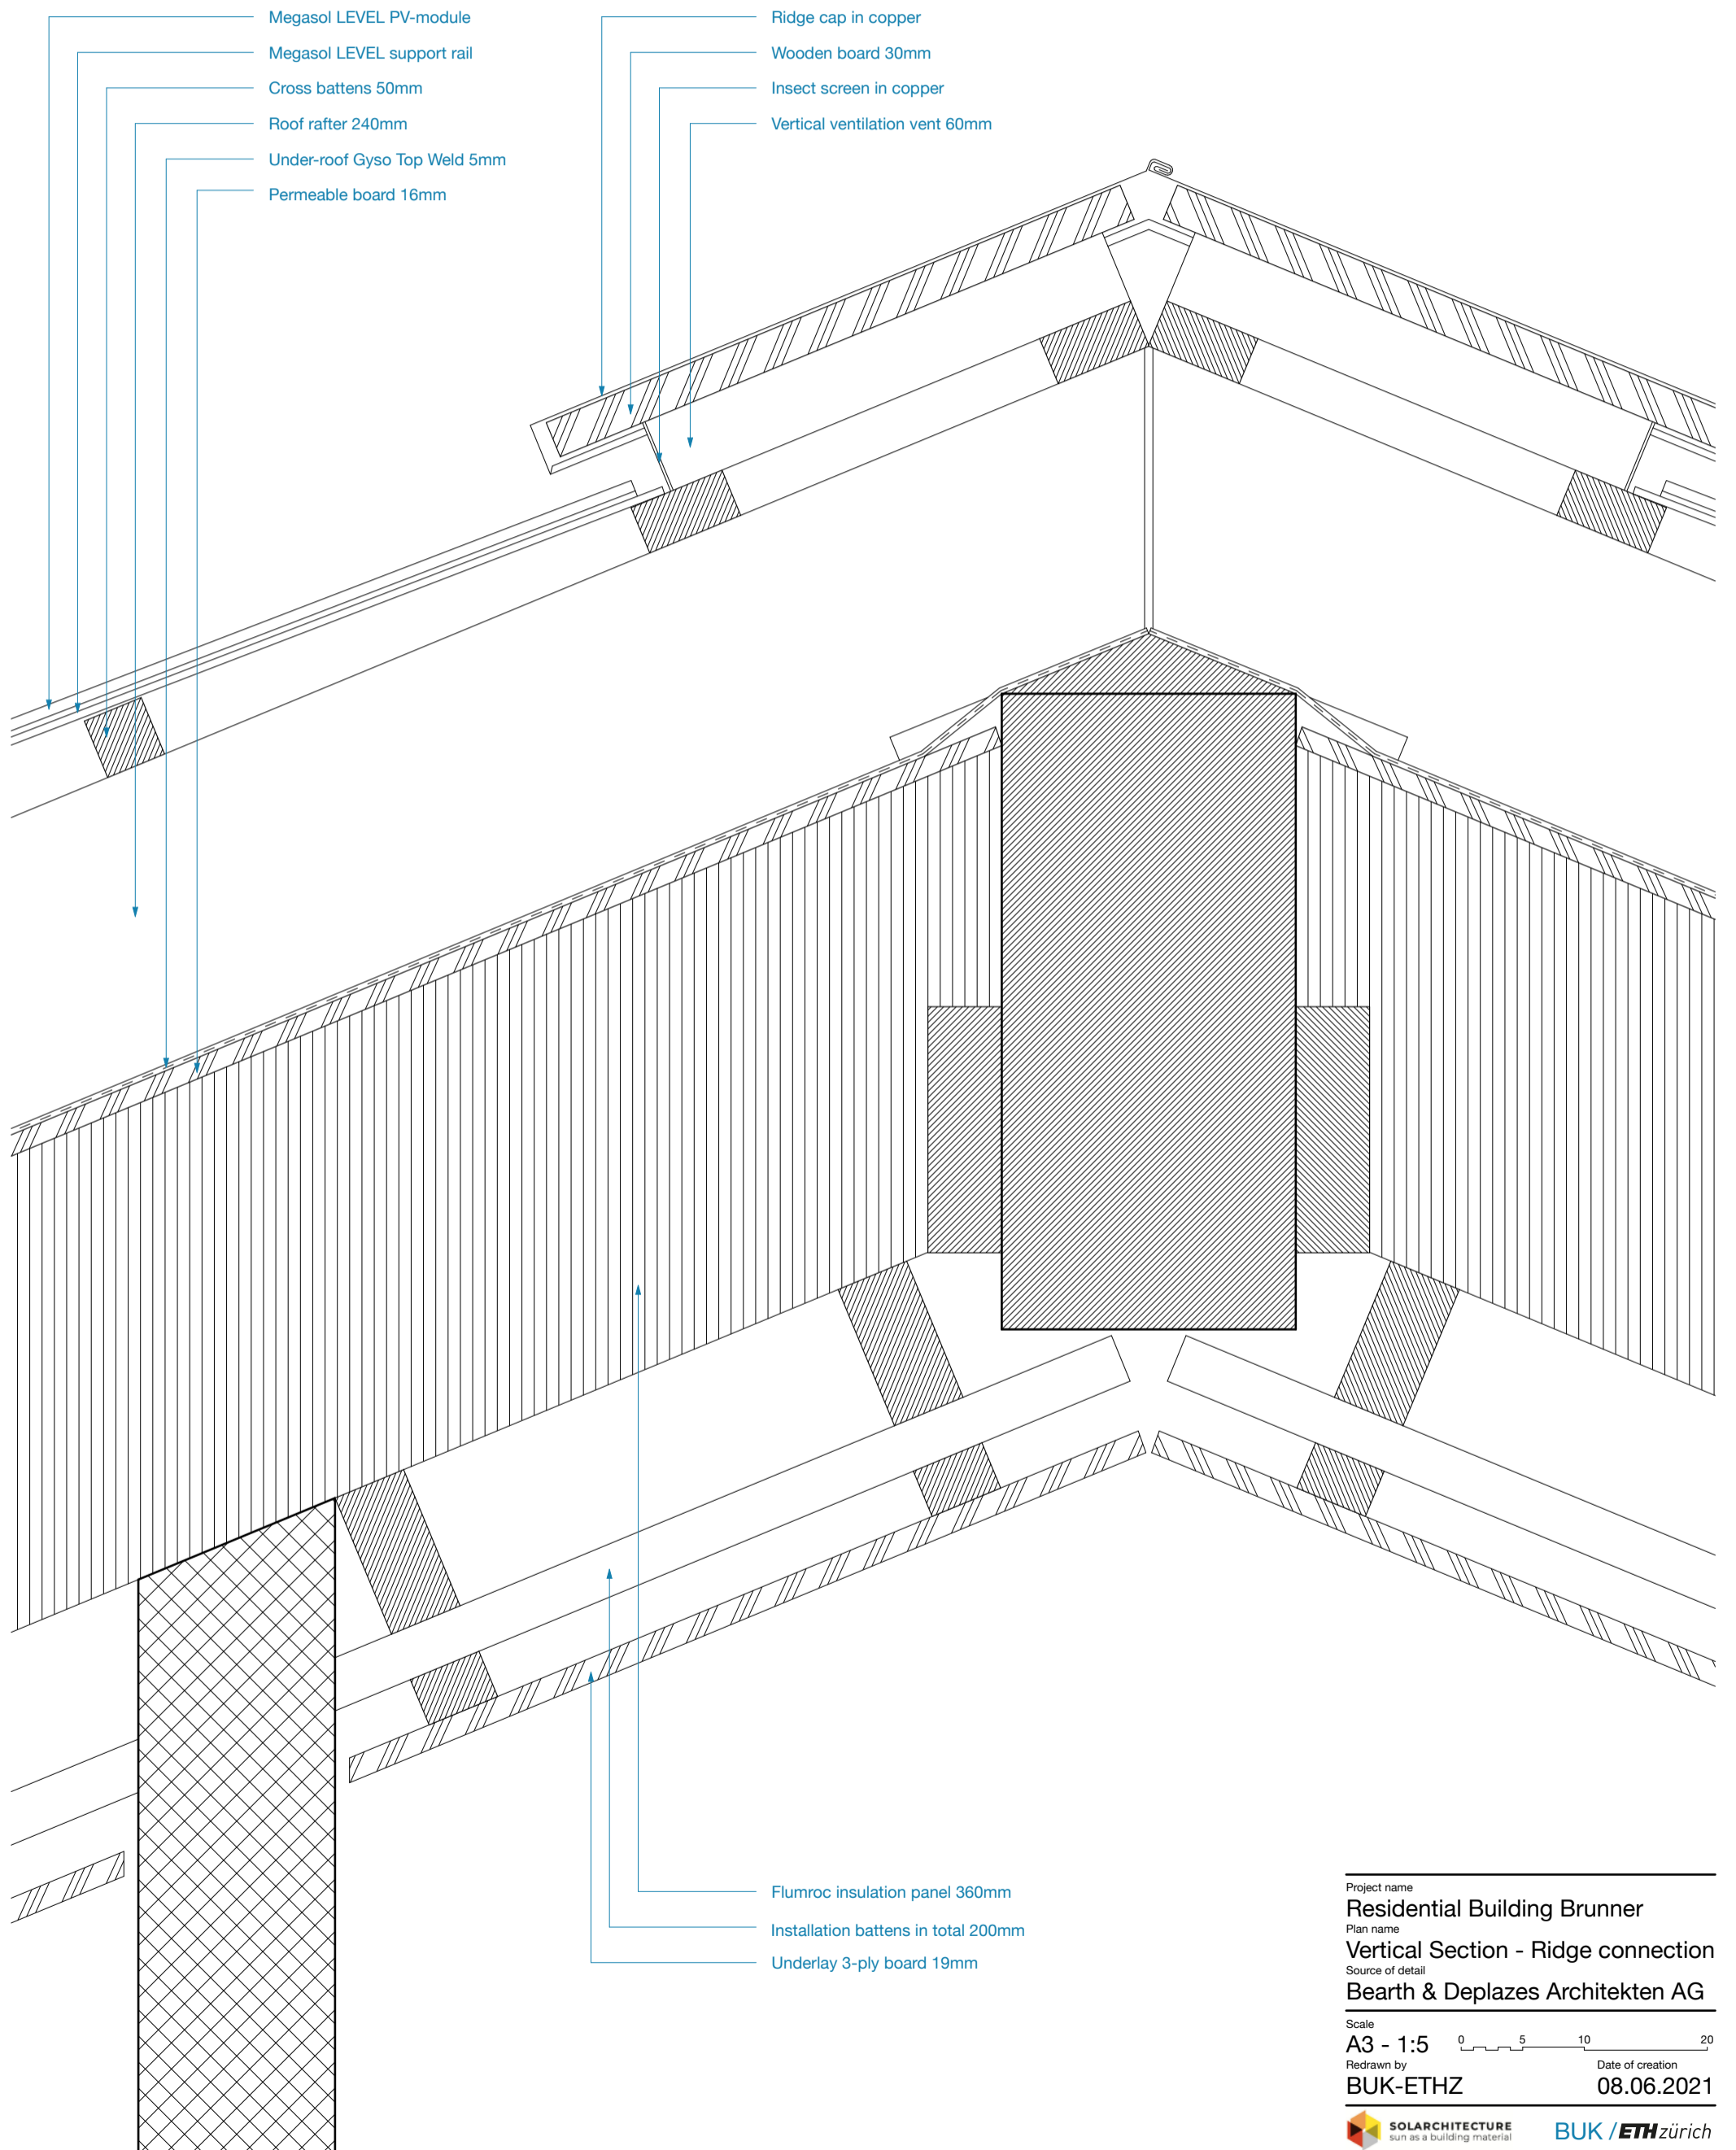 Megasol LEVEL PV-module
Megasol LEVEL support rail
Cross battens 50mm
Roof rafter 240mm
Under-roof Gyso Top Weld 5mm
Permeable board 16mm
Ridge cap in copper
Wooden board 30mm
Insect screen in copper
Vertical ventilation vent 60mm
Flumroc insulation panel 360mm
Installation battens in total 200mm
Underlay 3-ply board 19mm
Project name
Residential Building Brunner
Plan name
Vertical Section - Ridge connection
Source of detail
Bearth & Deplazes Architekten AG
Scale
A3 - 1:5
0 5 10 20
Redrawn by
BUK-ETHZ
Date of creation
08.06.2021
SOLARCHITECTURE
sun as a building material
BUK / ETH zürich